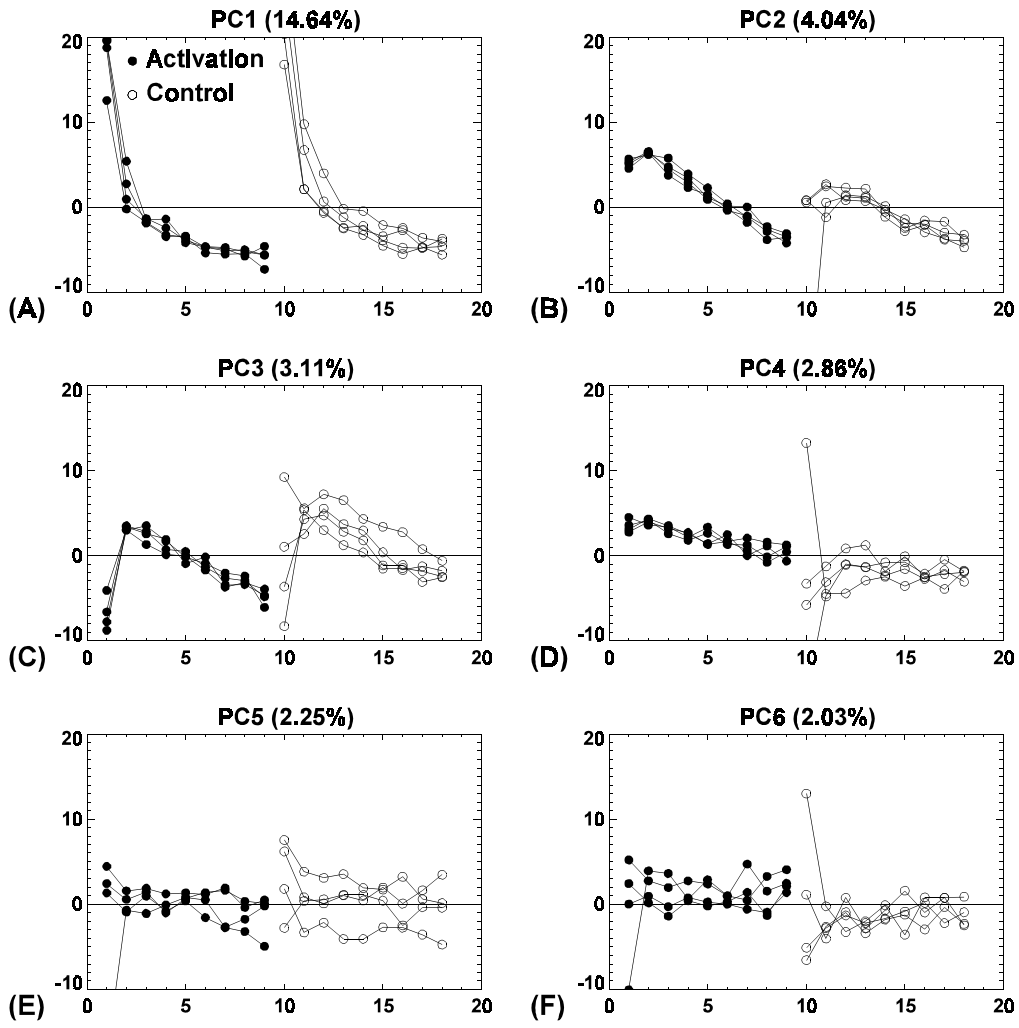 PC1 (14.64%) PC2 (4.04%)
20 20
Activation
Control
10 10
0 0
-10 -10
(A) 0 5 10 15 20 (B) 0 5 10 15 20
PC3 (3.11%) PC4 (2.86%)
20 20
10 10
0 0
-10 -10
(C) 0 5 10 15 20 (D) 0 5 10 15 20
PC5 (2.25%) PC6 (2.03%)
20 20
10 10
0 0
-10 -10
(E) 0 5 10 15 20 (F) 0 5 10 15 20